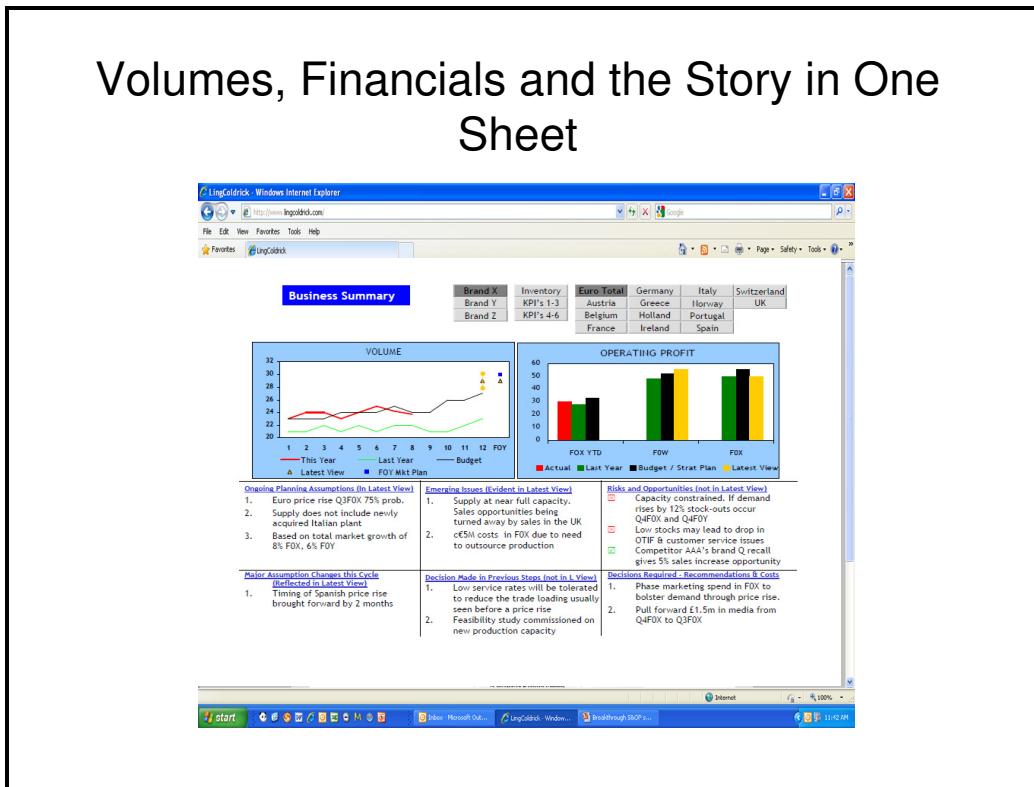 Volumes, Financials and the Story in One
Sheet
LingColdrick - Windows Internet Explorer
http://www.lingcoldrick.com/
Google
File Edit View Favorites Tools Help
Favorites
LingColdrick
Page Safety Tools
Business Summary
Brand X Inventory Euro Total Germany Italy Switzerland
Brand Y KPI's 1-3 Austria Greece Norway UK
Brand Z KPI's 4-6 Belgium Holland Portugal
France Ireland Spain
VOLUME
32
30
28
26
24
22
20
1 2 3 4 5 6 7 8 9 10 11 12 FOY
This Year Last Year Budget
Latest View FOY Mkt Plan
OPERATING PROFIT
60
50
40
30
20
10
0
FOX YTD F0W F0X
Actual Last Year Budget / Strat Plan Latest View
Ongoing Planning Assumptions (In Latest View)
1. Euro price rise Q3F0X 75% prob.
2. Supply does not include newly
acquired Italian plant
3. Based on total market growth of
8% F0X, 6% F0Y
Emerging Issues (Evident in Latest View)
1. Supply at near full capacity.
Sales opportunities being
turned away by sales in the UK
2. c€5M costs in F0X due to need
to outsource production
Risks and Opportunities (not in Latest View)
Capacity constrained. If demand
rises by 12% stock-outs occur
Q4F0X and Q4F0Y
Low stocks may lead to drop in
OTIF & customer service issues
Competitor AAA's brand Q recall
gives 5% sales increase opportunity
Major Assumption Changes this Cycle
(Reflected in Latest View)
1. Timing of Spanish price rise
brought forward by 2 months
Decision Made in Previous Steps (not in L View)
1. Low service rates will be tolerated
to reduce the trade loading usually
seen before a price rise
2. Feasibility study commissioned on
new production capacity
Decisions Required - Recommendations & Costs
1. Phase marketing spend in F0X to
bolster demand through price rise.
2. Pull forward £1.5m in media from
Q4F0X to Q3F0X
Internet
100%
start
Inbox - Microsoft Out...
LingColdrick - Window...
Breakthrough S&OP s...
11:42 AM